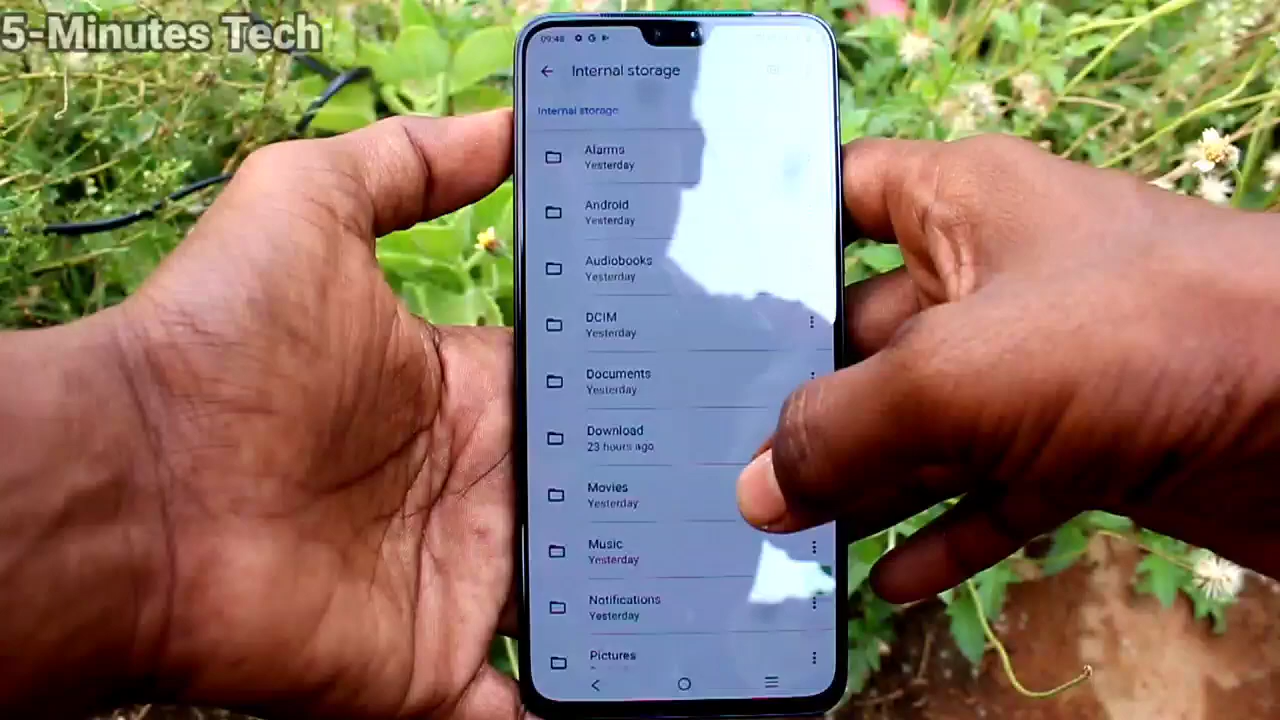 5-Minutes Tech
09:48
Internal storage
Internal storage
Alarms
Yesterday
Android
Yesterday
Audiobooks
Yesterday
DCIM
Yesterday
Documents
Yesterday
Download
23 hours ago
Movies
Yesterday
Music
Yesterday
Notifications
Yesterday
Pictures